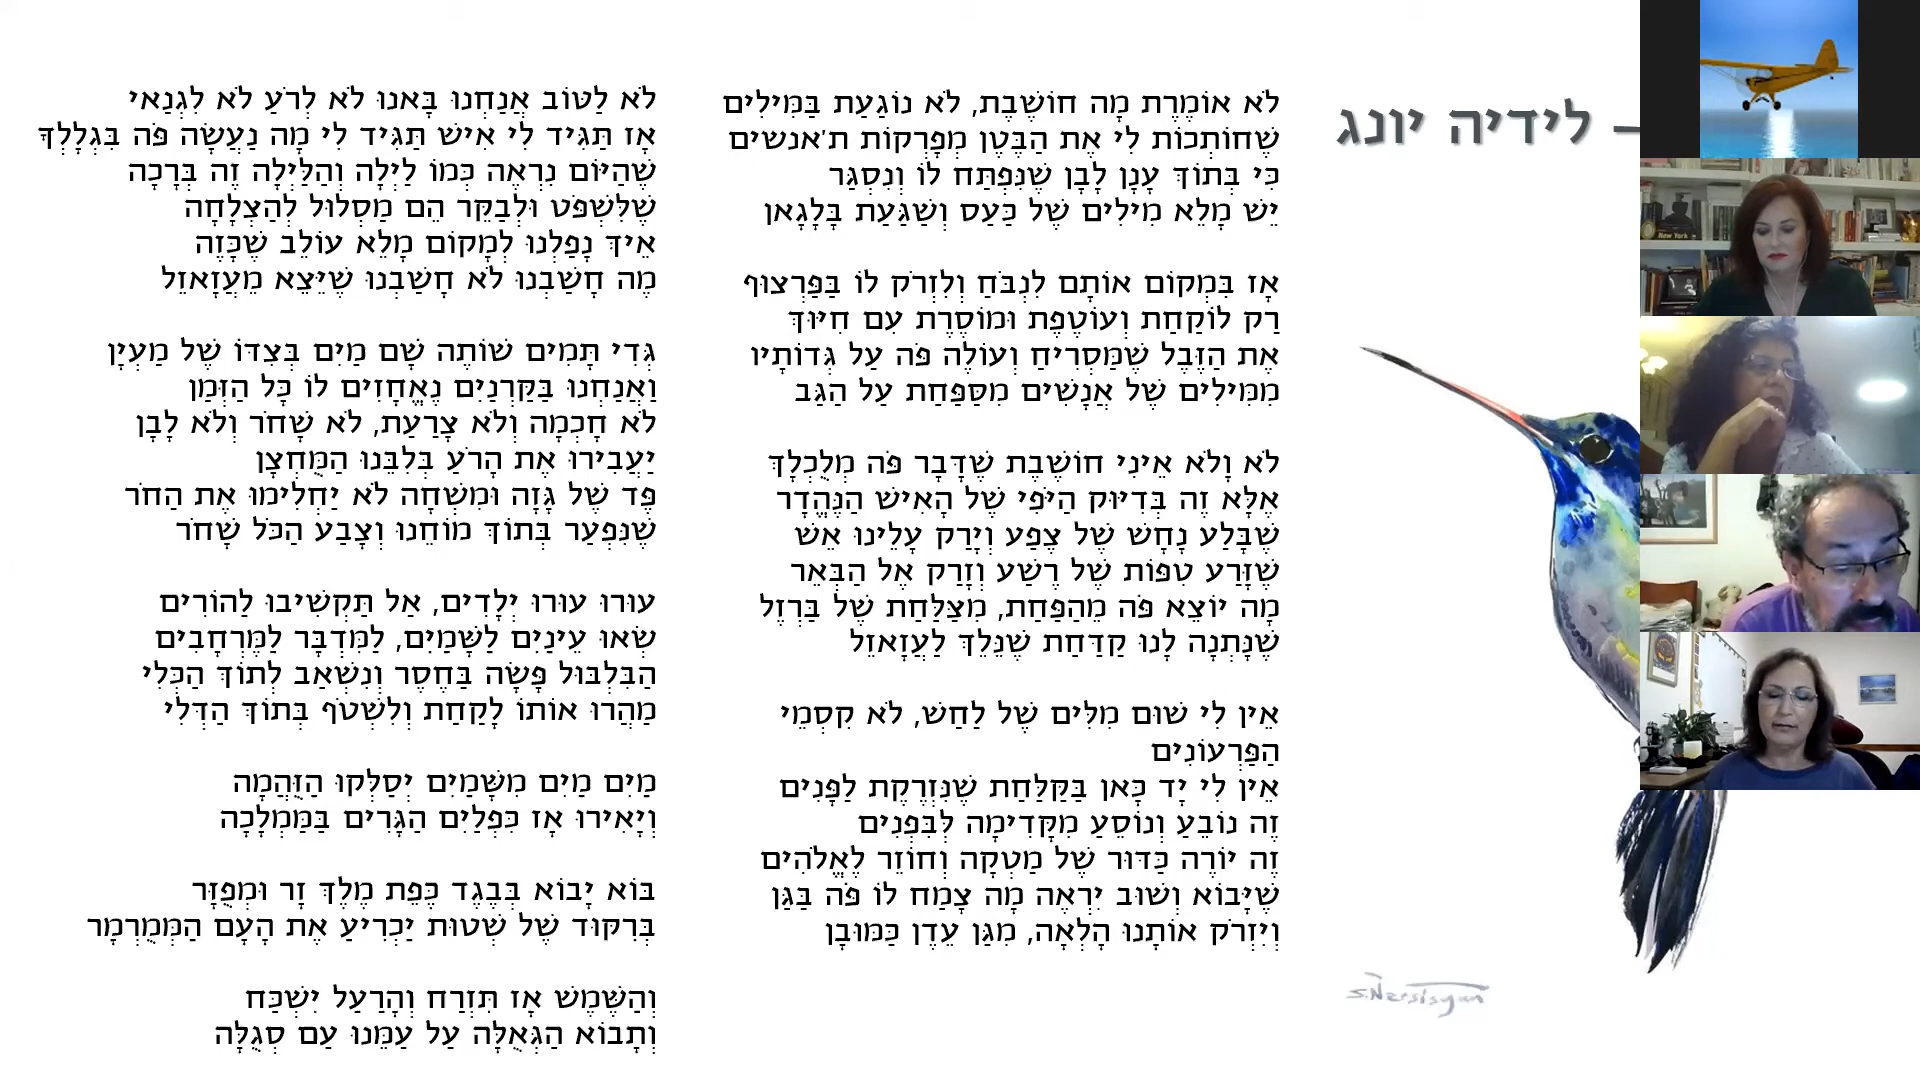 – לידיה יונג
לֹא אוֹמֶרֶת מָה חוֹשֶׁבֶת, לֹא נוֹגַעַת בַּמִּילִים
שֶׁחוֹתְכוֹת לִי אֶת הַבֶּטֶן מְפָרְקוֹת ת'אנשים
כִּי בְּתוֹךְ עָנָן לָבָן שֶׁנִּפְתַּח לוֹ וְנִסְגַּר
יֵשׁ מָלֵא מִילִים שֶׁל כַּעַס וְשַׁגַּעַת בָּלָגָאן
אָז בִּמְקוֹם אוֹתָם לִנְבֹּחַ וְלִזְרֹק לוֹ בַּפַּרְצוּף
רַק לוֹקַחַת וְעוֹטֶפֶת וּמוֹסֶרֶת עִם חִיּוּךְ
אֶת הַזֶּבֶל שֶׁמַּסְרִיחַ וְעוֹלֶה פֹּה עַל גְּדוֹתָיו
מִמִּילִים שֶׁל אֲנָשִׁים מִסַּפַּחַת עַל הַגַּב
לֹא וָלֹא אֵינִי חוֹשֶׁבֶת שֶׁדָּבָר פֹּה מְלֻכְלָךְ
אֶלָּא זֶה בְּדִיּוּק הַיֹּפִי שֶׁל הָאִישׁ הַנֶּהֱדָר
שֶׁבָּלַע נָחָשׁ שֶׁל צֶפַע וְיָרַק עָלֵינוּ אֵשׁ
שֶׁזָּרַע טִפּוֹת שֶׁל רֶשַׁע וְזָרַק אֶל הַבְּאֵר
מָה יוֹצֵא פֹּה מֵהַפַּחַת, מִצַּלַּחַת שֶׁל בַּרְזֶל
שֶׁנָּתְנָה לָנוּ קַדַּחַת שֶׁנֵּלֵךְ לַעֲזָאזֵל
אֵין לִי שׁוּם מִלִּים שֶׁל לַחַשׁ, לֹא קִסְמֵי
הַפַּרְעוֹנִים
אֵין לִי יָד כָּאן בַּקַּלַּחַת שֶׁנִּזְרֶקֶת לַפָּנִים
זֶה נוֹבֵעַ וְנוֹסֵעַ מִקָּדִימָה לְּבִפְנִים
זֶה יוֹרֶה כַּדּוּר שֶׁל מַטְקָה וְחוֹזֵר לֶאֱלֹהִים
שֶׁיָּבוֹא וְשׁוּב יִרְאֶה מָה צָמַח לוֹ פֹּה בַּגַּן
וְיִזְרֹק אוֹתָנוּ הָלְאָה, מִגַּן עֵדֶן כַּמּוּבָן
לֹא לְטוֹב אֲנַחְנוּ בָּאנוּ לֹא לְרֹעַ לֹא לִגְנַאי
אָז תַּגִּיד לִי אִישׁ תַּגִּיד לִי מָה נַעֲשָׂה פֹּה בִּגְלָלְךָ
שֶׁהַיּוֹם נִרְאֶה כְּמוֹ לַיְלָה וְהַלַּיְלָה זֶה בְּרָכָה
שֶׁלִּשְׁפֹּט וּלְבַקֵּר הֵם מַסְלוּל לְהַצְלָחָה
אֵיךְ נָפַלְנוּ לְמָקוֹם מָלֵא עוֹלֵב שֶׁכָּזֶה
מֶה חָשַׁבְנוּ לֹא חָשַׁבְנוּ שֶׁיֵּצֵא מֵעֲזָאזֵל
גְּדִי תָּמִים שׁוֹתֶה שָׁם מַיִם בְּצִדּוֹ שֶׁל מַעְיָן
וַאֲנַחְנוּ בַּקַּרְנַיִם נֶאֱחָזִים לוֹ כָּל הַזְּמַן
לֹא חָכְמָה וְלֹא צָרַעַת, לֹא שָׁחֹר וְלֹא לָבָן
יַעֲבִירוּ אֶת הָרֹעַ בְּלִבֵּנוּ הַמֻּחְצָן
פֶּד שֶׁל גָּזָה וּמִשְׁחָה לֹא יַחְלִימוּ אֶת הַחֹר
שֶׁנִּפְעַר בְּתוֹךְ מוֹחֵנוּ וְצָבַע הַכֹּל שָׁחֹר
עוּרוּ עוּרוּ יְלָדִים, אַל תַּקְשִׁיבוּ לַהוֹרִים
שְׂאוּ עֵינַיִם לַשָּׁמַיִם, לַמִּדְבָּר לַמֶּרְחָבִים
הַבִּלְבּוּל פָּשָׂה בַּחֶסֶר וְנִשְׁאַב לְתוֹךְ הַכְּלִי
מַהֲרוּ אוֹתוֹ לָקַחַת וְלִשְׁטֹף בְּתוֹךְ הַדְּלִי
מַיִם מַיִם מִשָּׁמַיִם יְסַלְּקוּ הַזֻּהֲמָה
וְיָאִירוּ אָז כִּפְלַיִם הַגָּרִים בַּמַּמְלָכָה
בּוֹא יָבוֹא בְּבֶגֶד כֶּפֶת מֶלֶךְ זָר וּמְפֻזָּר
בְּרִקּוּד שֶׁל שְׁטוּת יַכְרִיעַ אֶת הָעָם הַמְּמֻרְמָר
וְהַשֶּׁמֶשׁ אָז תִּזְרַח וְהָרַעַל יִשְׁכַּח
וְתָבוֹא הַגְּאֻלָּה עַל עַמֵּנוּ עַם סְגֻלָּה
New York